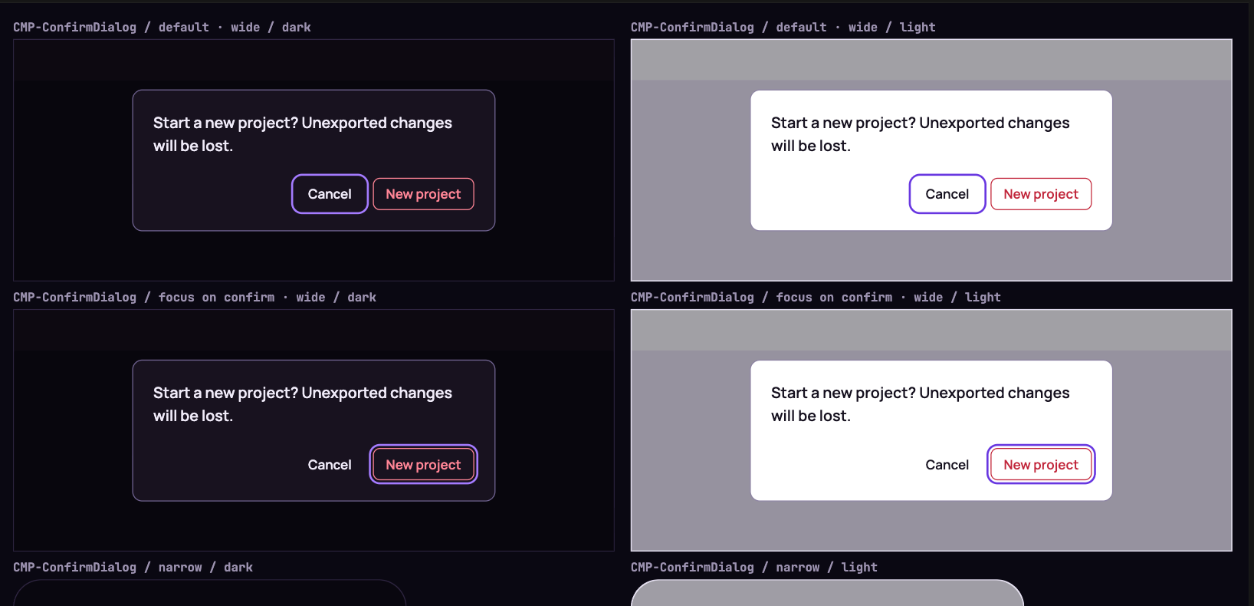 CMP-ConfirmDialog / default · wide / dark
CMP-ConfirmDialog / default · wide / light
Start a new project? Unexported changes
will be lost.
Cancel
New project
Start a new project? Unexported changes
will be lost.
Cancel
New project
CMP-ConfirmDialog / focus on confirm · wide / dark
CMP-ConfirmDialog / focus on confirm · wide / light
Start a new project? Unexported changes
will be lost.
Cancel
New project
Start a new project? Unexported changes
will be lost.
Cancel
New project
CMP-ConfirmDialog / narrow / dark
CMP-ConfirmDialog / narrow / light